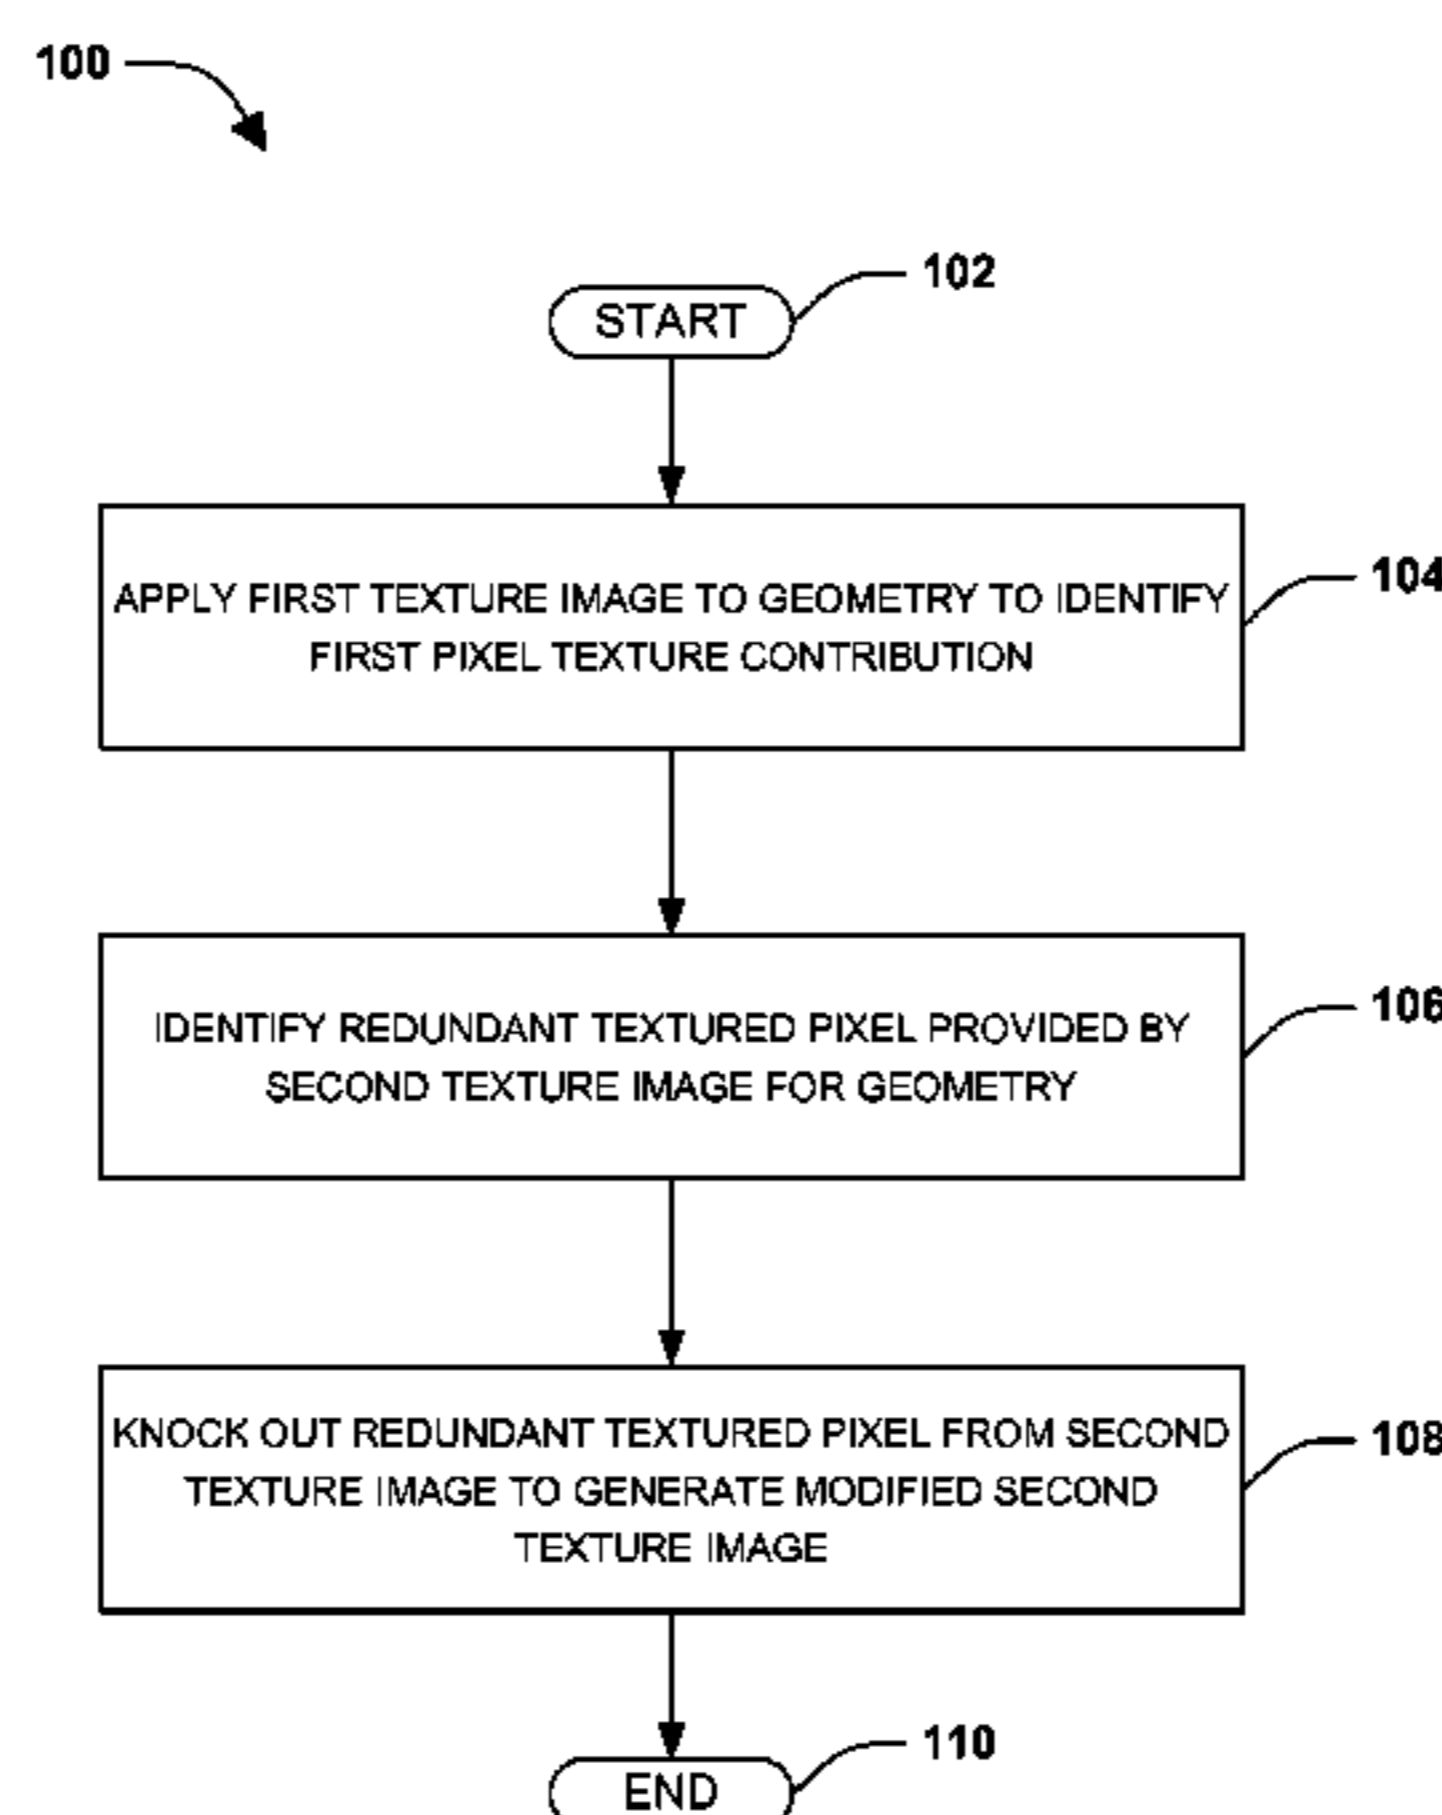 100
102
START
104
APPLY FIRST TEXTURE IMAGE TO GEOMETRY TO IDENTIFY
FIRST PIXEL TEXTURE CONTRIBUTION
106
IDENTIFY REDUNDANT TEXTURED PIXEL PROVIDED BY
SECOND TEXTURE IMAGE FOR GEOMETRY
108
KNOCK OUT REDUNDANT TEXTURED PIXEL FROM SECOND
TEXTURE IMAGE TO GENERATE MODIFIED SECOND
TEXTURE IMAGE
110
END